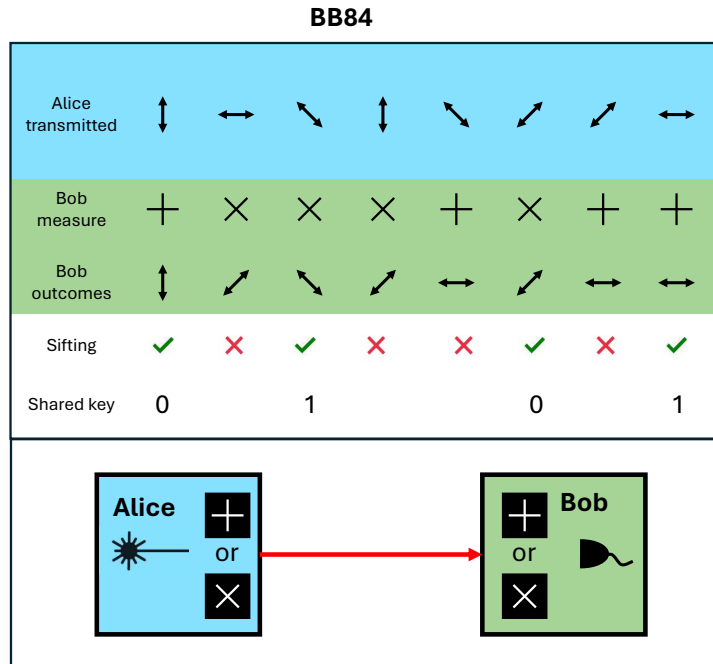 BB84
Alice
transmitted
Bob
measure
Bob
outcomes
Sifting
Shared key 0 1 0 1
Alice
or
Bob
or